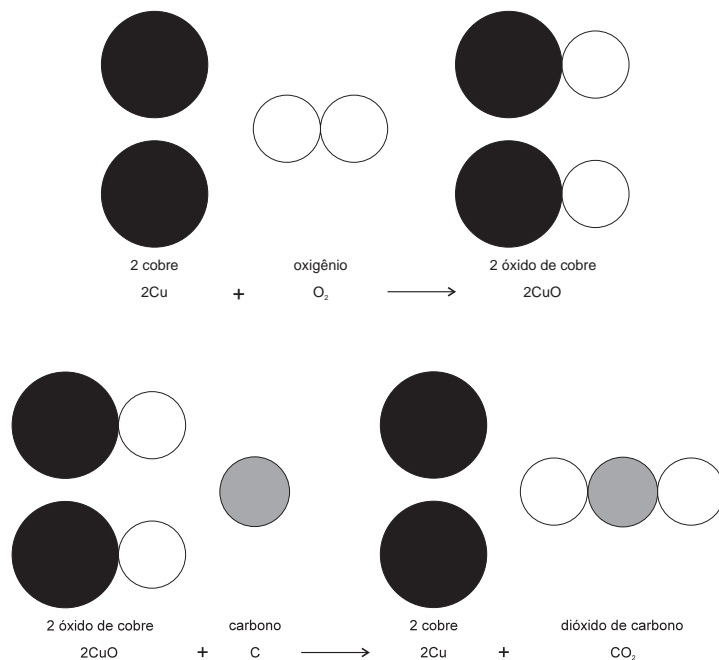 2 cobre oxigênio 2 óxido de cobre
2Cu + O₂ ⟶ 2CuO
2 óxido de cobre carbono 2 cobre dióxido de carbono
2CuO + C ⟶ 2Cu + CO₂